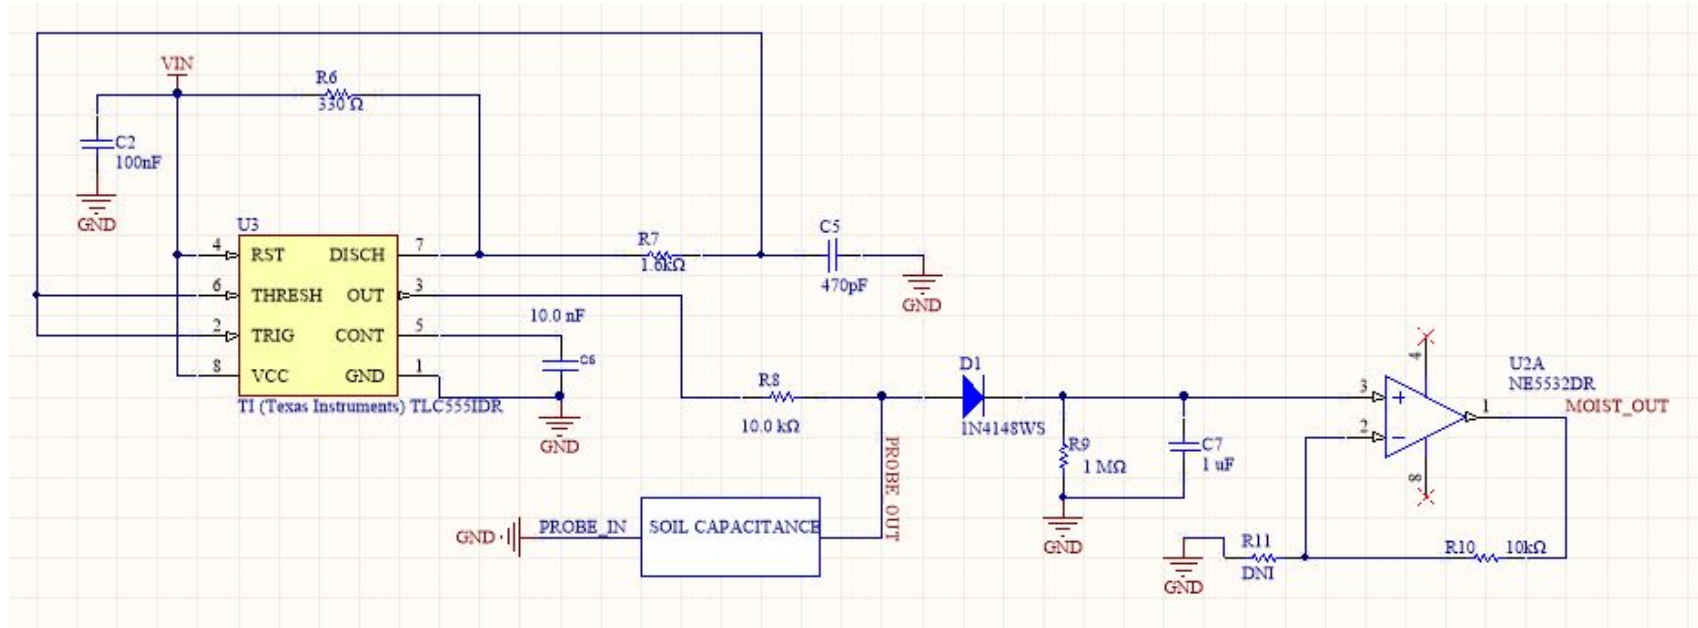 VIN
R6
330 Ω
C2
100nF
GND
U3
4 RST
DISCH 7
6 THRESH
OUT 3
2 TRIG
CONT 5
8 VCC
GND 1
TI (Texas Instruments) TLC555IDR
R7
1.6kΩ
C5
470pF
GND
10.0 nF
C6
GND
R8
10.0 kΩ
D1
1N4148WS
PROBE_OUT
R9
1 MΩ
C7
1 uF
GND
GND
PROBE_IN
SOIL CAPACITANCE
4
U2A
NE5532DR
3
+
1
MOIST_OUT
2
−
8
R11
DNI
GND
R10
10kΩ